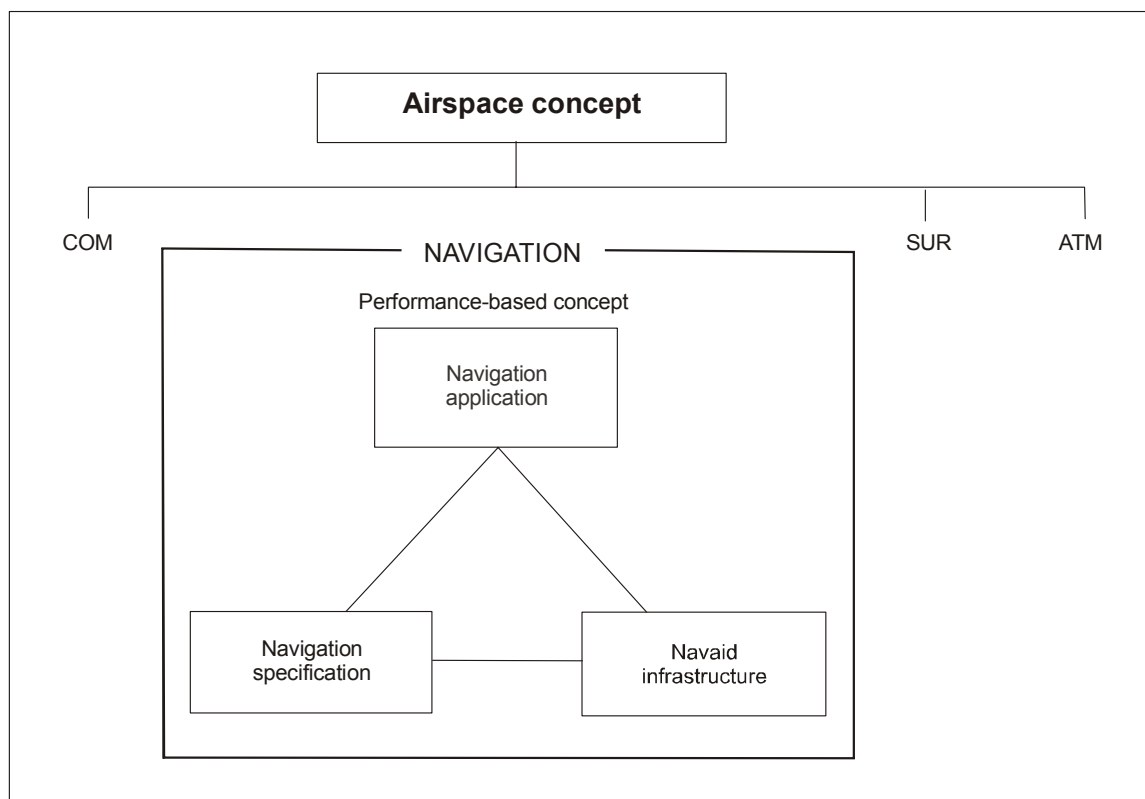 Airspace concept
COM
SUR
ATM
NAVIGATION
Performance-based concept
Navigation
application
Navigation
specification
Navaid
infrastructure